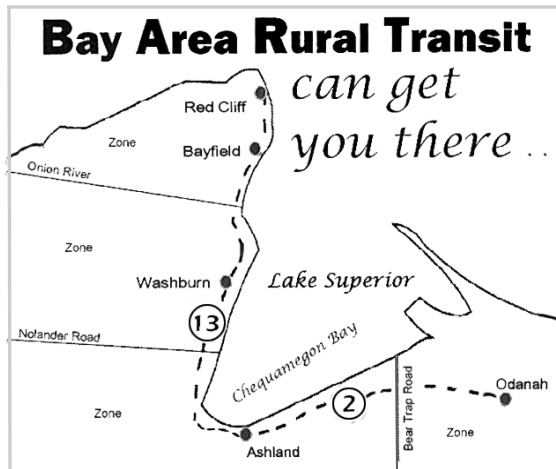 Bay Area Rural Transit
can get
you there ..
Red Cliff
Zone
Bayfield
Onion River
Zone
Washburn
Lake Superior
13
Nolander Road
Chequamegon Bay
Zone
2
Bear Trap Road
Odanah
Zone
Ashland